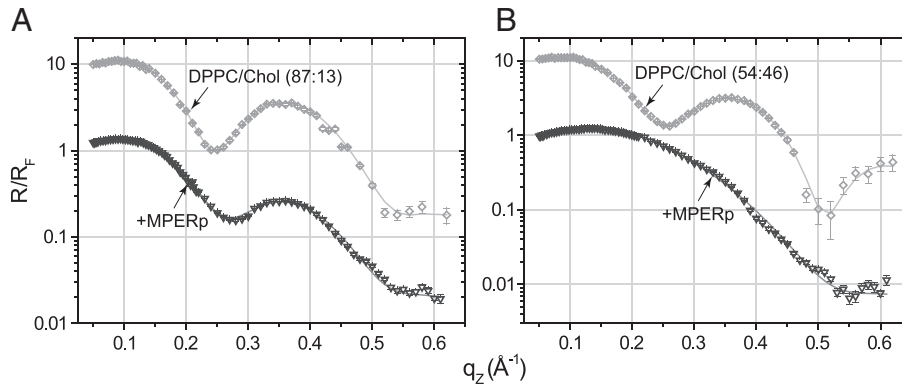 A
B
10
1
0.1
0.01
R/R_F
DPPC/Chol (87:13)
+MPERp
0.1 0.2 0.3 0.4 0.5 0.6
10
1
0.1
0.01
DPPC/Chol (54:46)
+MPERp
0.1 0.2 0.3 0.4 0.5 0.6
q_Z(Å⁻¹)